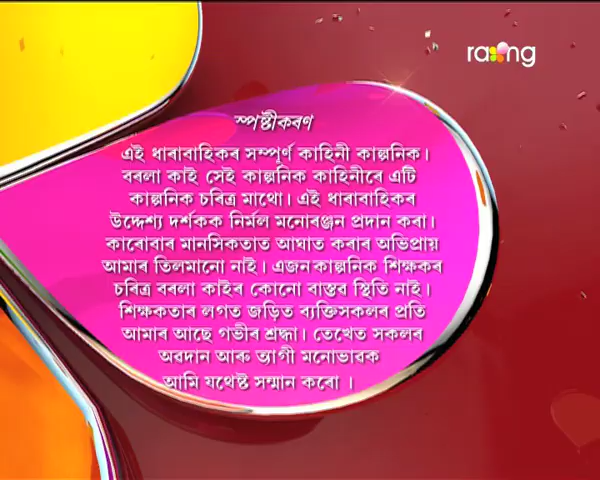 rang
স্পষ্টীকৰণ
এই ধাৰাবাহিকৰ সম্পূৰ্ণ কাহিনী কাল্পনিক।
বৰলা কাই সেই কাল্পনিক কাহিনীৰে এটি
কাল্পনিক চৰিত্ৰ মাথো। এই ধাৰাবাহিকৰ
উদ্দেশ্য দৰ্শকক নিৰ্মল মনোৰঞ্জন প্ৰদান কৰা।
কাৰোবাৰ মানসিকতাত আঘাত কৰাৰ অভিপ্ৰায়
আমাৰ তিলমানো নাই। এজন কাল্পনিক শিক্ষকৰ
চৰিত্ৰ বৰলা কাইৰ কোনো বাস্তৱ স্থিতি নাই।
শিক্ষকতাৰ লগত জড়িত ব্যক্তিসকলৰ প্ৰতি
আমাৰ আছে গভীৰ শ্ৰদ্ধা। তেখেত সকলৰ
অৱদান আৰু ত্যাগী মনোভাৱক
আমি যথেষ্ট সন্মান কৰো ।